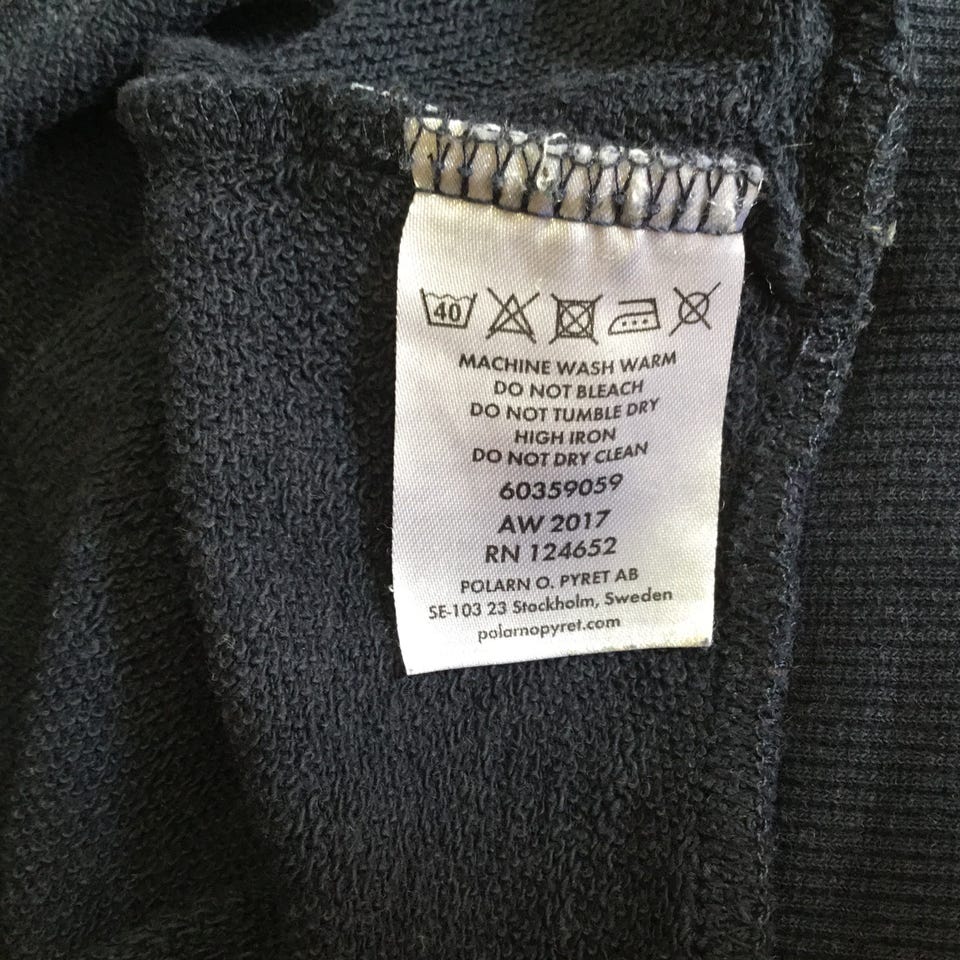 40
MACHINE WASH WARM
DO NOT BLEACH
DO NOT TUMBLE DRY
HIGH IRON
DO NOT DRY CLEAN
60359059
AW 2017
RN 124652
POLARN O. PYRET AB
SE-103 23 Stockholm, Sweden
polarnopyret.com